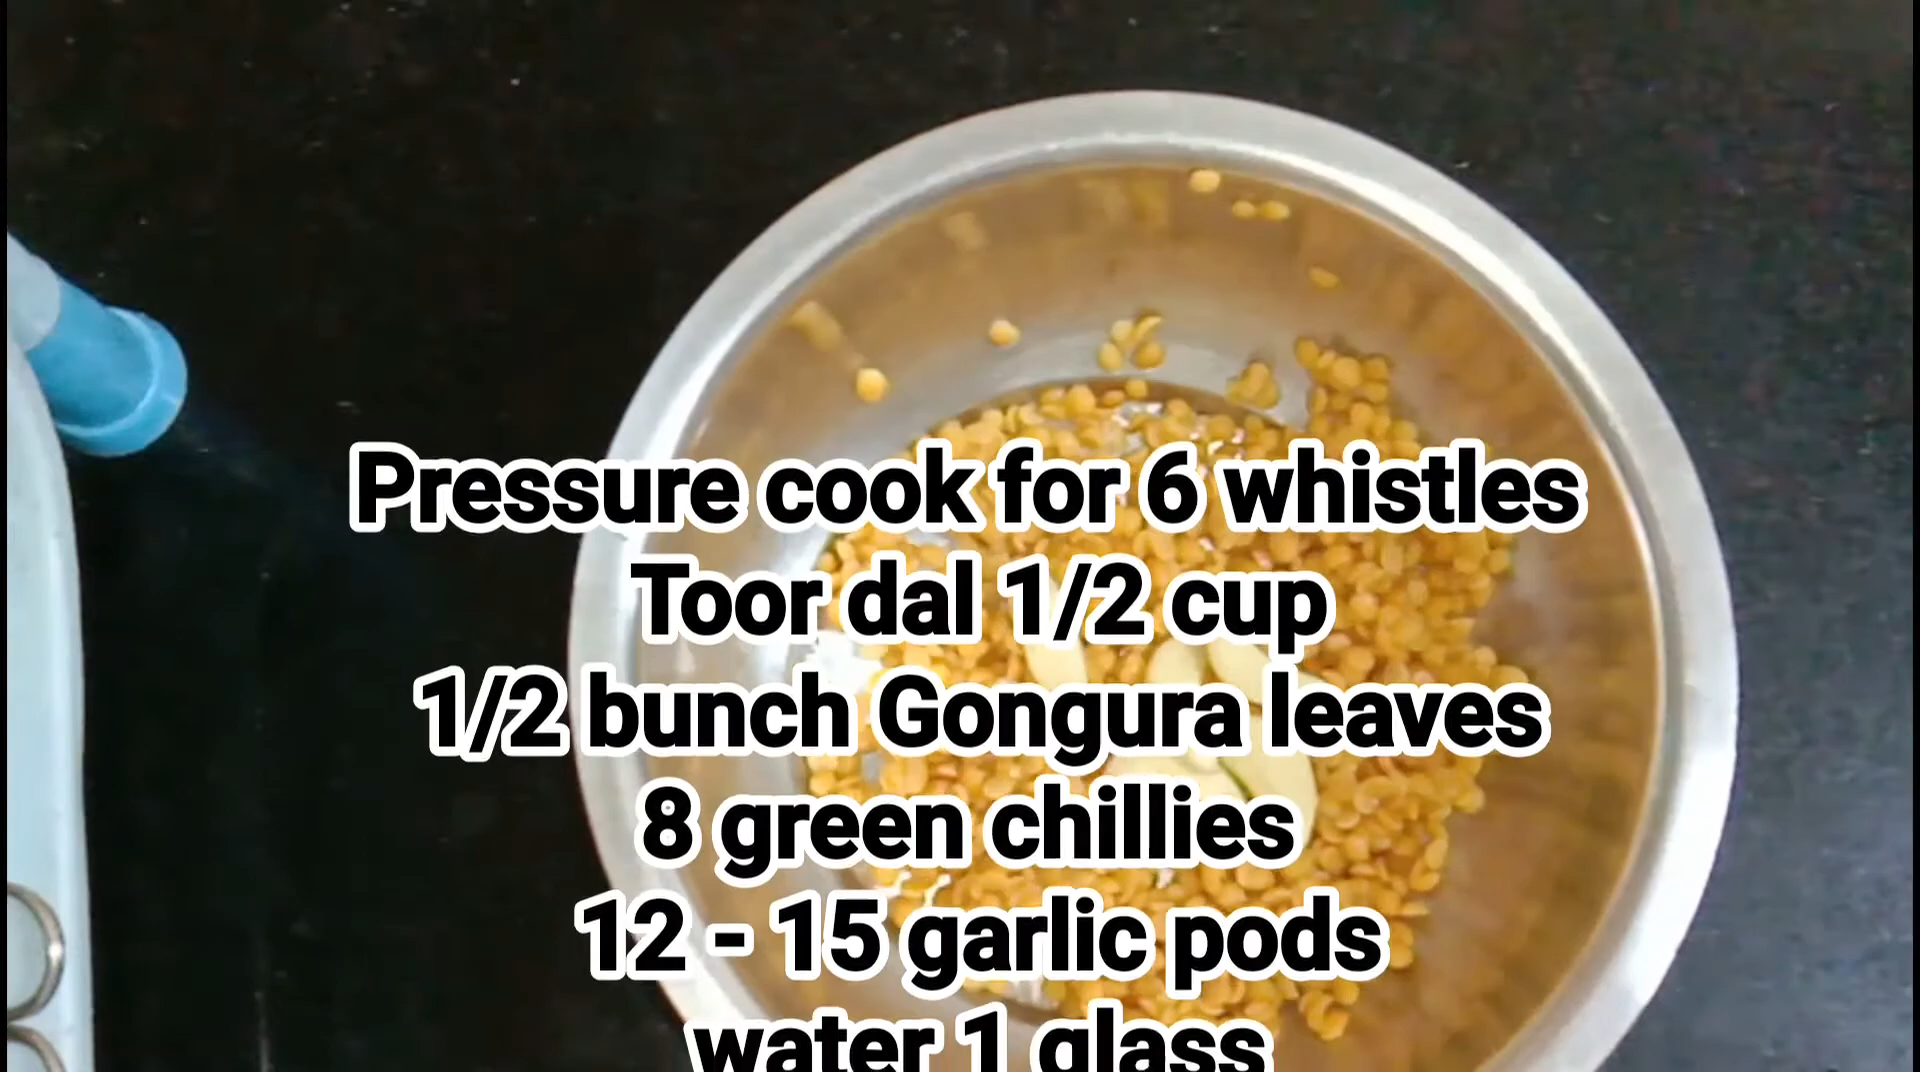 Pressure cook for 6 whistles
Toor dal 1/2 cup
1/2 bunch Gongura leaves
8 green chillies
12 - 15 garlic pods
water 1 glass